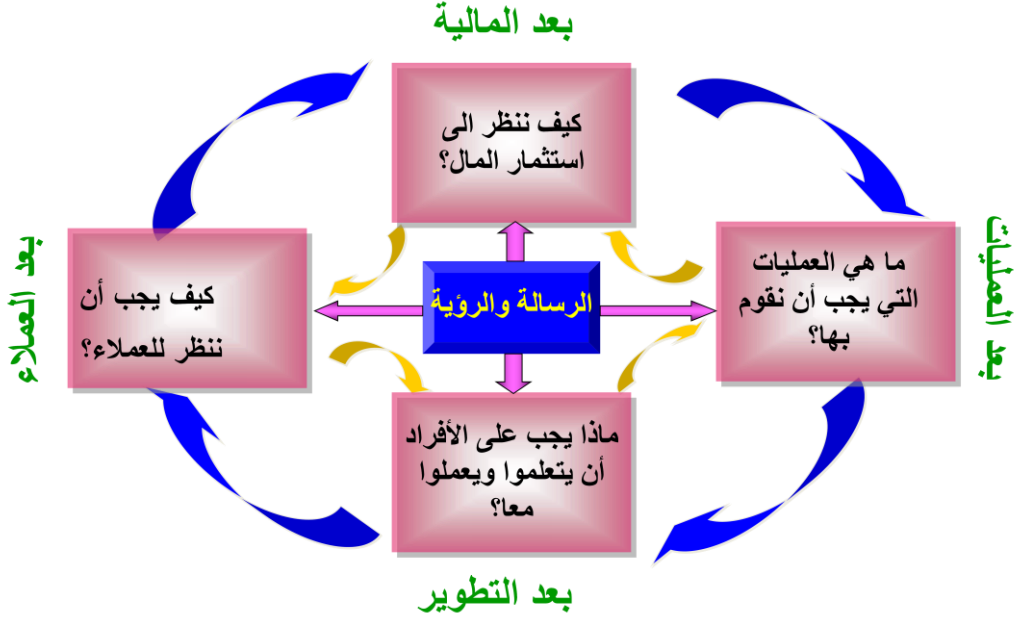 بعد المالية
كيف ننظر الى
استثمار المال؟
بعد العمليات
ما هي العمليات
التي يجب أن نقوم
بها؟
الرسالة والرؤية
بعد العملاء
كيف يجب أن
ننظر للعملاء؟
ماذا يجب على الأفراد
أن يتعلموا ويعملوا
معا؟
بعد التطوير